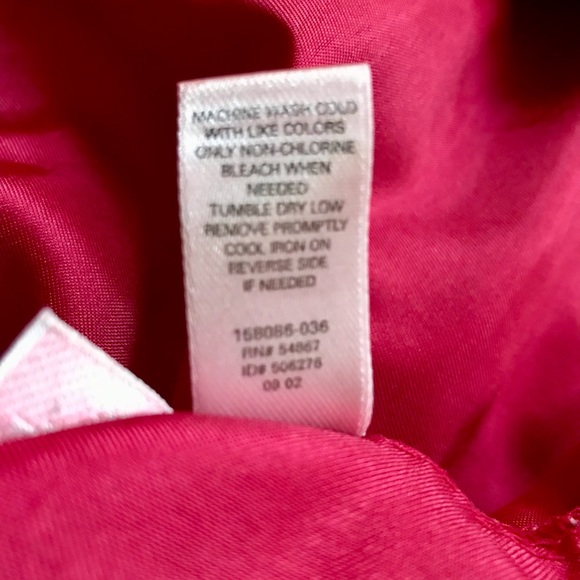 MACHINE WASH COLD
WITH LIKE COLORS
ONLY NON-CHLORINE
BLEACH WHEN
NEEDED
TUMBLE DRY LOW
REMOVE PROMPTLY
COOL IRON ON
REVERSE SIDE
IF NEEDED
158086-036
RN# 54867
ID# 506276
09 02